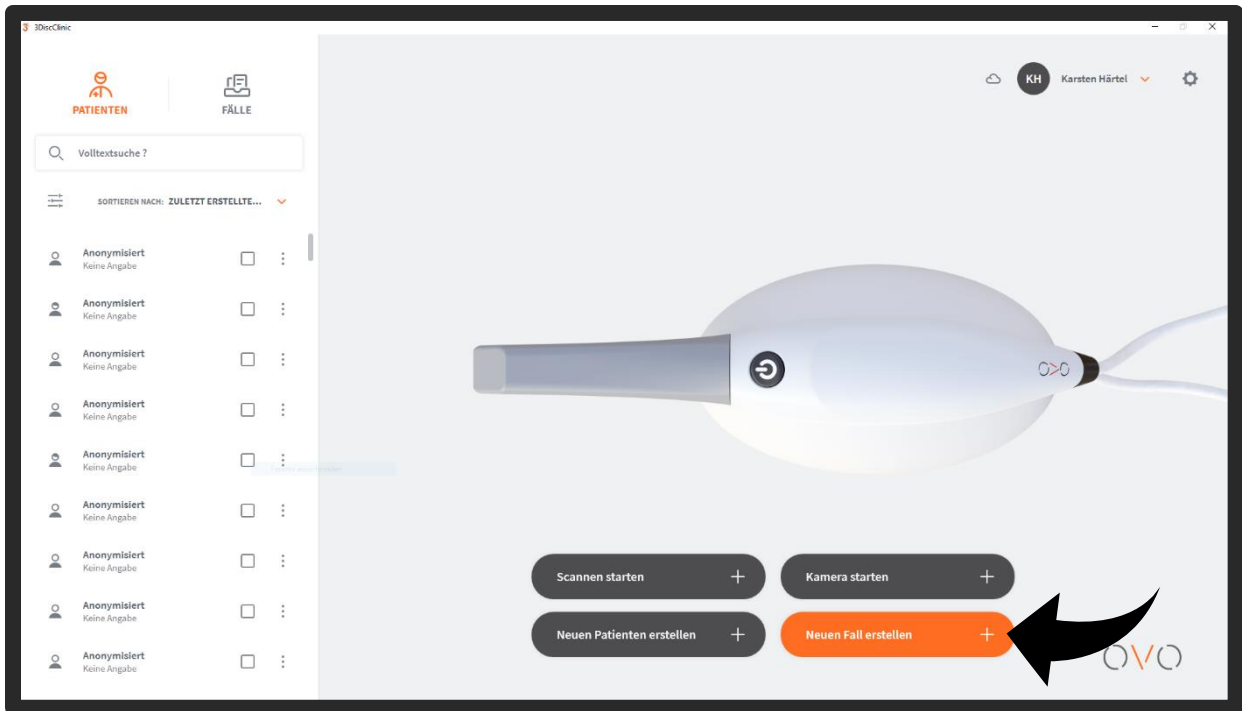 3DiscClinic
PATIENTEN
FÄLLE
KH
Karsten Härtel
Volltextsuche ?
SORTIEREN NACH: ZULETZT ERSTELLTE...
Anonymisiert
Keine Angabe
Anonymisiert
Keine Angabe
Anonymisiert
Keine Angabe
Anonymisiert
Keine Angabe
Anonymisiert
Keine Angabe
Anonymisiert
Keine Angabe
Anonymisiert
Keine Angabe
Anonymisiert
Keine Angabe
Anonymisiert
Keine Angabe
Scannen starten
Kamera starten
Neuen Patienten erstellen
Neuen Fall erstellen
OVO